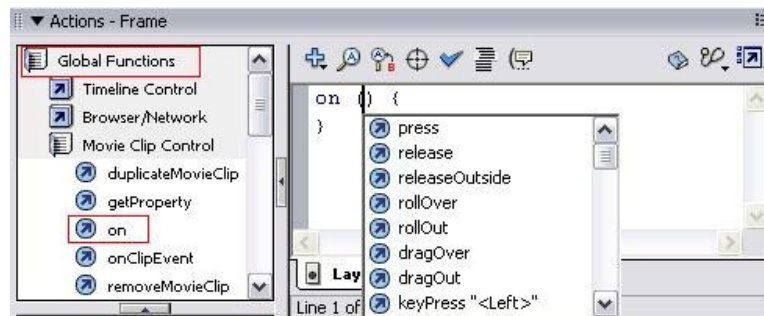 Actions - Frame
Global Functions
Timeline Control
Browser/Network
Movie Clip Control
duplicateMovieClip
getProperty
on
onClipEvent
removeMovieClip
on () {
}
press
release
releaseOutside
rollOver
rollOut
dragOver
dragOut
keyPress "<Left>"
Lay
Line 1 of